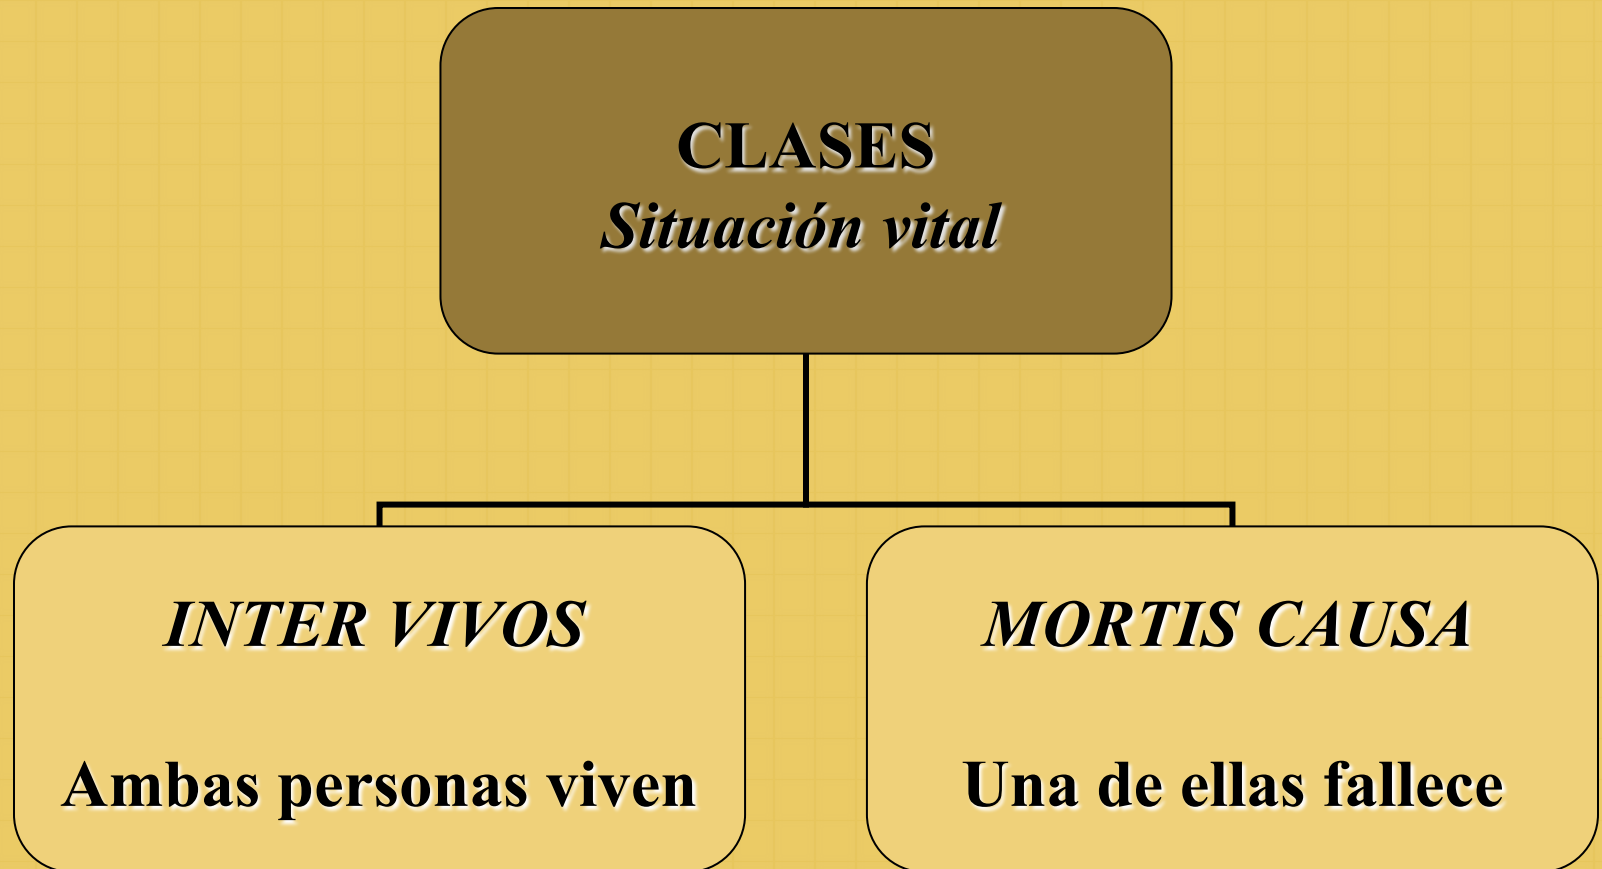 CLASES
Situación vital
INTER VIVOS
Ambas personas viven
MORTIS CAUSA
Una de ellas fallece